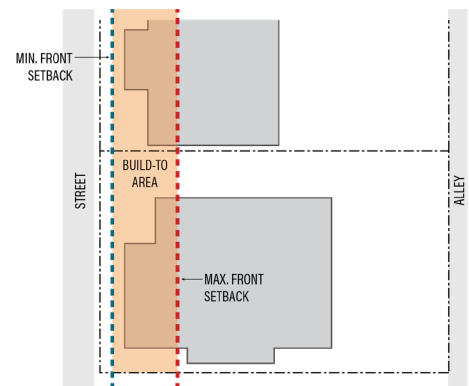 MIN. FRONT
SETBACK
BUILD-TO
AREA
STREET
ALLEY
MAX. FRONT
SETBACK